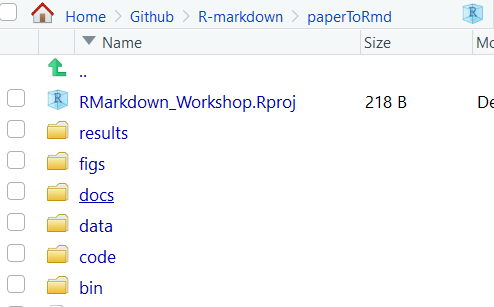 Home Github R-markdown paperToRmd
Name Size Mo
..
RMarkdown_Workshop.Rproj 218 B De
results
figs
docs
data
code
bin